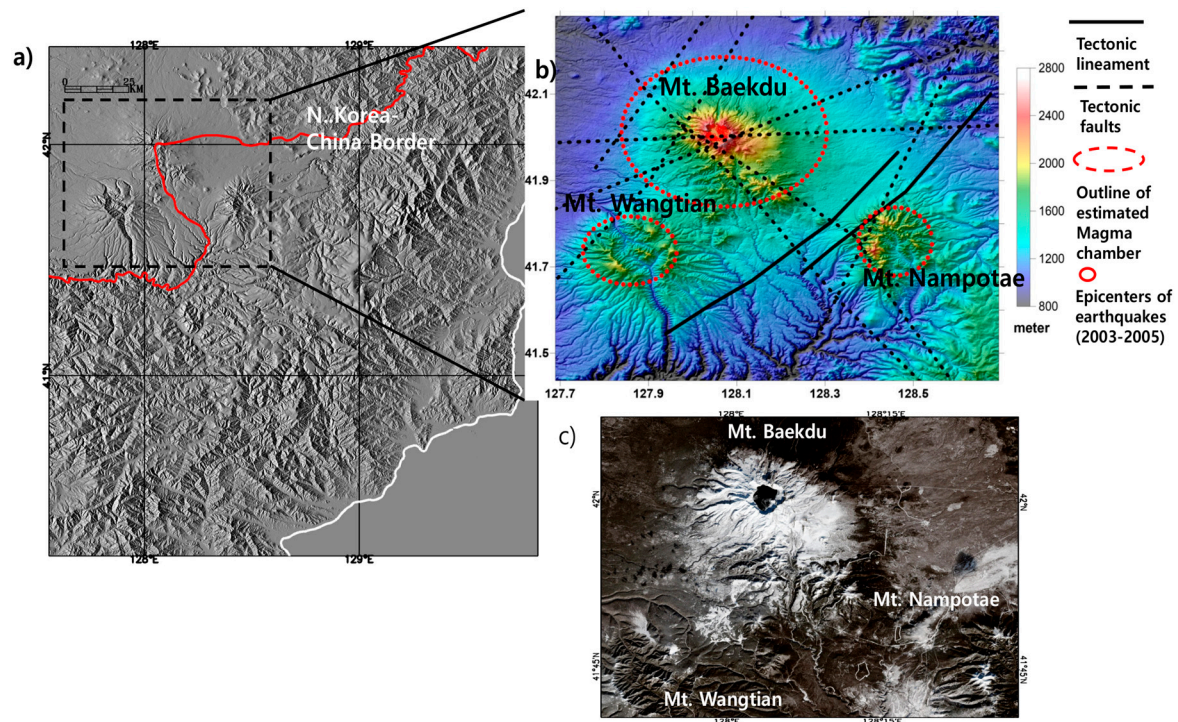 a)
128°E
129°E
0 25
KM
N..Korea-
China Border
42°N
41°N
128°E
129°E
b)
Mt. Baekdu
Mt. Wangtian
Mt. Nampotae
42.1
41.9
41.7
41.5
127.7 127.9 128.1 128.3 128.5
2800
2400
2000
1600
1200
800
meter
Tectonic
lineament
Tectonic
faults
Outline of
estimated
Magma
chamber
Epicenters of
earthquakes
(2003-2005)
c)
128°E
128°15'E
Mt. Baekdu
42°N
42°N
Mt. Nampotae
41°45'N
41°45'N
Mt. Wangtian
128°E
128°15'E